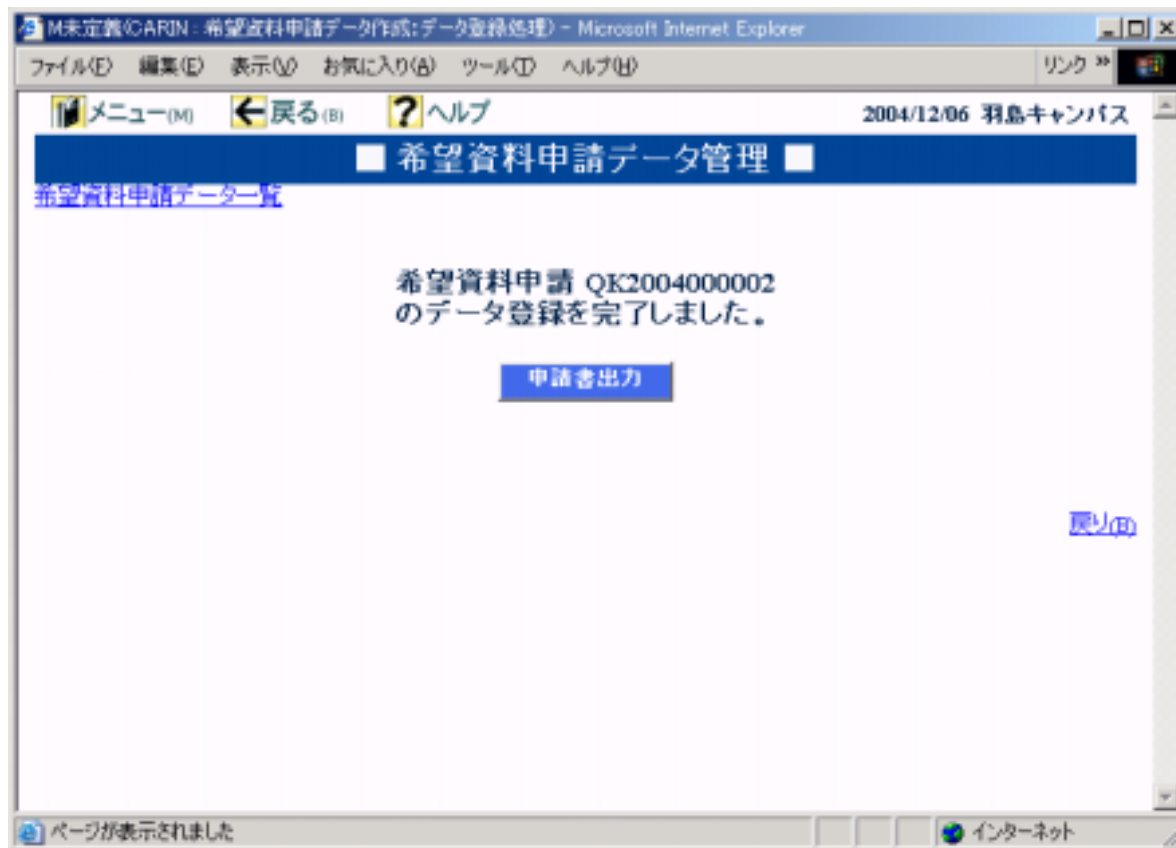 M未定義(CARIN : 希望資料申請データ作成:データ登録処理) - Microsoft Internet Explorer
ファイル(F) 編集(E) 表示(V) お気に入り(A) ツール(T) ヘルプ(H) リンク »
メニュー(M) 戻る(B) ? ヘルプ 2004/12/06 羽島キャンパス
■ 希望資料申請データ管理 ■
希望資料申請データ一覧
希望資料申請 QK2004000002
のデータ登録を完了しました。
申請書出力
戻り(B)
ページが表示されました インターネット